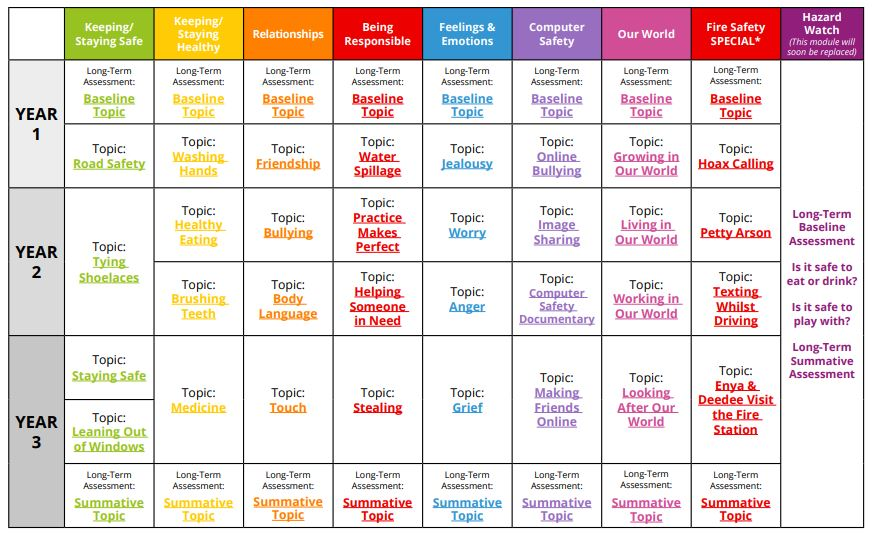 Keeping/
Staying Safe
Keeping/
Staying
Healthy
Relationships
Being
Responsible
Feelings &
Emotions
Computer
Safety
Our World
Fire Safety
SPECIAL*
Hazard
Watch
(This module will
soon be replaced)
YEAR
1
Long-Term
Assessment:
Baseline
Topic
Long-Term
Assessment:
Baseline
Topic
Long-Term
Assessment:
Baseline
Topic
Long-Term
Assessment:
Baseline
Topic
Long-Term
Assessment:
Baseline
Topic
Long-Term
Assessment:
Baseline
Topic
Long-Term
Assessment:
Baseline
Topic
Long-Term
Assessment:
Baseline
Topic
Topic:
Road Safety
Topic:
Washing
Hands
Topic:
Friendship
Topic:
Water
Spillage
Topic:
Jealousy
Topic:
Online
Bullying
Topic:
Growing in
Our World
Topic:
Hoax Calling
YEAR
2
Topic:
Tying
Shoelaces
Topic:
Healthy
Eating
Topic:
Bullying
Topic:
Practice
Makes
Perfect
Topic:
Worry
Topic:
Image
Sharing
Topic:
Living in
Our World
Topic:
Petty Arson
Topic:
Brushing
Teeth
Topic:
Body
Language
Topic:
Helping
Someone
in Need
Topic:
Anger
Topic:
Computer
Safety
Documentary
Topic:
Working in
Our World
Topic:
Texting
Whilst
Driving
YEAR
3
Topic:
Staying Safe
Topic:
Leaning Out
of Windows
Topic:
Medicine
Topic:
Touch
Topic:
Stealing
Topic:
Grief
Topic:
Making
Friends
Online
Topic:
Looking
After Our
World
Topic:
Enya &
Deedee Visit
the Fire
Station
Long-Term
Assessment:
Summative
Topic
Long-Term
Assessment:
Summative
Topic
Long-Term
Assessment:
Summative
Topic
Long-Term
Assessment:
Summative
Topic
Long-Term
Assessment:
Summative
Topic
Long-Term
Assessment:
Summative
Topic
Long-Term
Assessment:
Summative
Topic
Long-Term
Assessment:
Summative
Topic
Long-Term
Baseline
Assessment
Is it safe to
eat or drink?
Is it safe to
play with?
Long-Term
Summative
Assessment